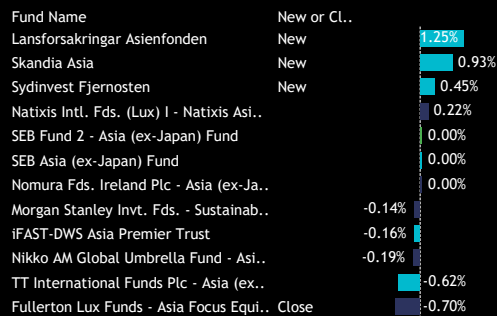 Fund Name New or Cl..
Lansforsakringar Asienfonden New 1.25%
Skandia Asia New 0.93%
Sydinvest Fjernosten New 0.45%
Natixis Intl. Fds. (Lux) I - Natixis Asi.. 0.22%
SEB Fund 2 - Asia (ex-Japan) Fund 0.00%
SEB Asia (ex-Japan) Fund 0.00%
Nomura Fds. Ireland Plc - Asia (ex-Ja.. 0.00%
Morgan Stanley Invt. Fds. - Sustainab.. -0.14%
iFAST-DWS Asia Premier Trust -0.16%
Nikko AM Global Umbrella Fund - Asi.. -0.19%
TT International Funds Plc - Asia (ex.. -0.62%
Fullerton Lux Funds - Asia Focus Equi.. Close -0.70%